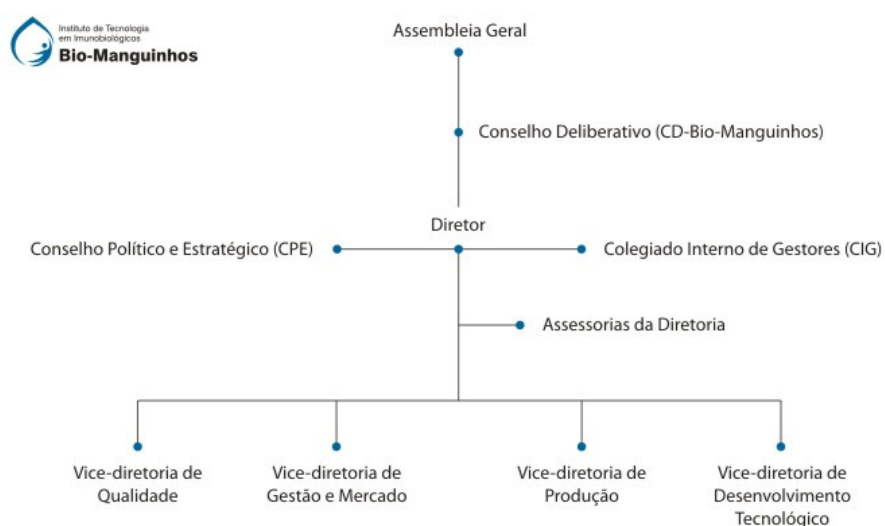 Instituto de Tecnologia
em Imunobiológicos
Bio-Manguinhos
Assembleia Geral
Conselho Deliberativo (CD-Bio-Manguinhos)
Diretor
Conselho Político e Estratégico (CPE)
Colegiado Interno de Gestores (CIG)
Assessorias da Diretoria
Vice-diretoria de
Qualidade
Vice-diretoria de
Gestão e Mercado
Vice-diretoria de
Produção
Vice-diretoria de
Desenvolvimento
Tecnológico